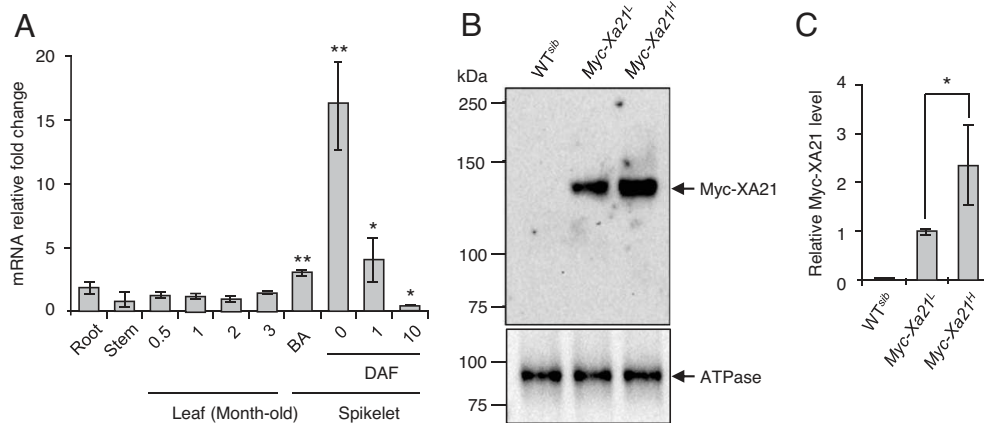 A
mRNA relative fold change
20
15
10
5
0
Root
Stem
0.5
1
2
3
BA
0
1
10
**
**
*
*
DAF
Leaf (Month-old)
Spikelet
B
kDa
WTsib
Myc-Xa21L
Myc-Xa21H
250
150
100
75
Myc-XA21
100
75
ATPase
C
Relative Myc-XA21 level
4
3
2
1
0
*
WTsib
Myc-Xa21L
Myc-Xa21H